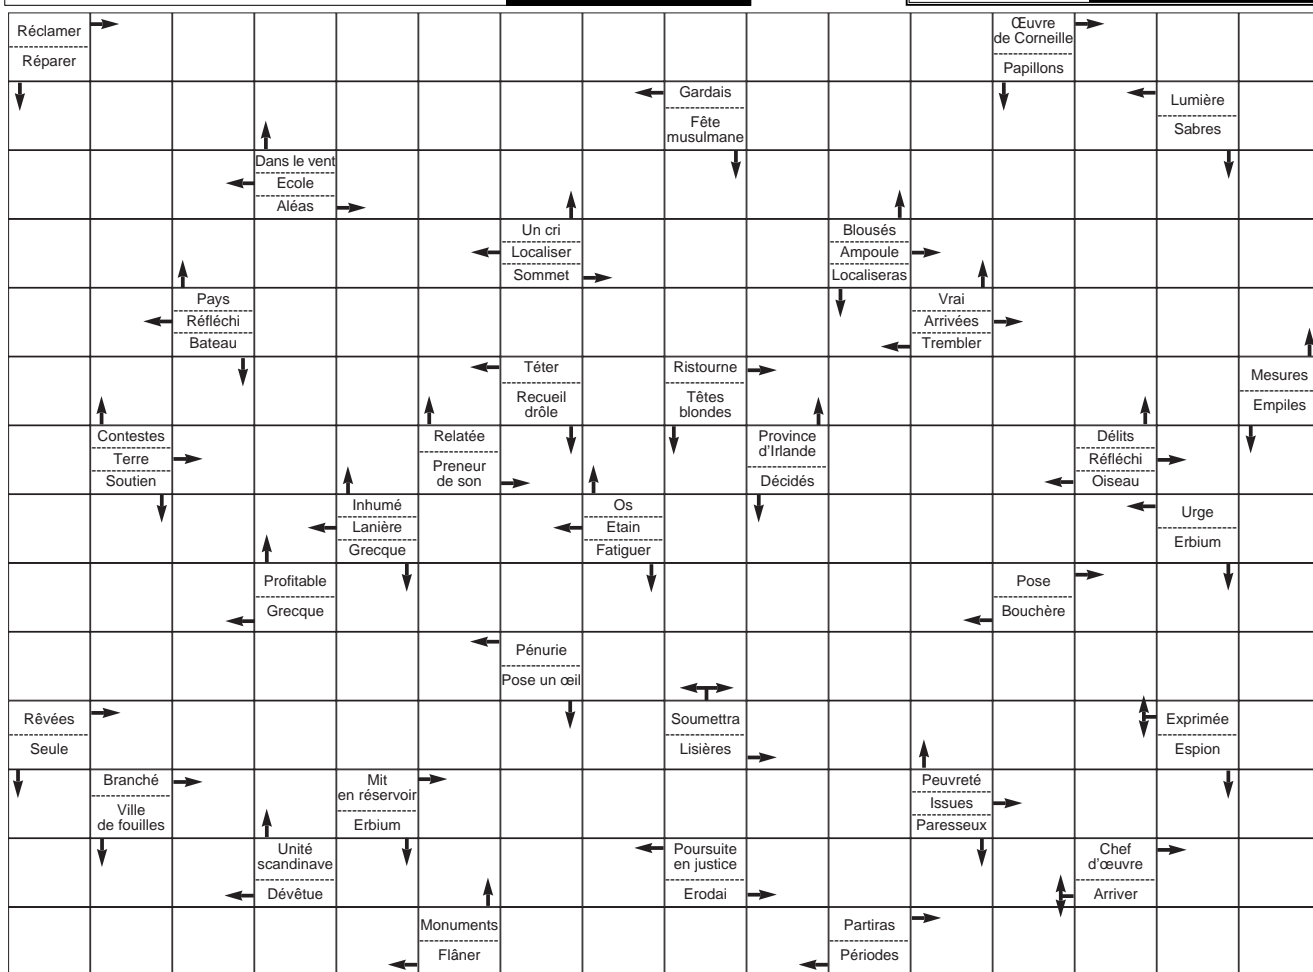 Réclamer
Réparer
Œuvre
de Corneille
Papillons
Gardais
Fête
musulmane
Lumière
Sabres
Dans le vent
Ecole
Aléas
Un cri
Localiser
Sommet
Blousés
Ampoule
Localiseras
Pays
Réfléchi
Bateau
Vrai
Arrivées
Trembler
Téter
Recueil
drôle
Ristourne
Têtes
blondes
Mesures
Empiles
Contestes
Terre
Soutien
Relatée
Preneur
de son
Province
d'Irlande
Décidés
Délits
Réfléchi
Oiseau
Inhumé
Lanière
Grecque
Os
Etain
Fatiguer
Urge
Erbium
Profitable
Grecque
Pose
Bouchère
Pénurie
Pose un œil
Rêvées
Seule
Soumettra
Lisières
Exprimée
Espion
Branché
Ville
de fouilles
Mit
en réservoir
Erbium
Peuvreté
Issues
Paresseux
Unité
scandinave
Dévêtue
Poursuite
en justice
Erodai
Chef
d'œuvre
Arriver
Monuments
Flâner
Partiras
Périodes